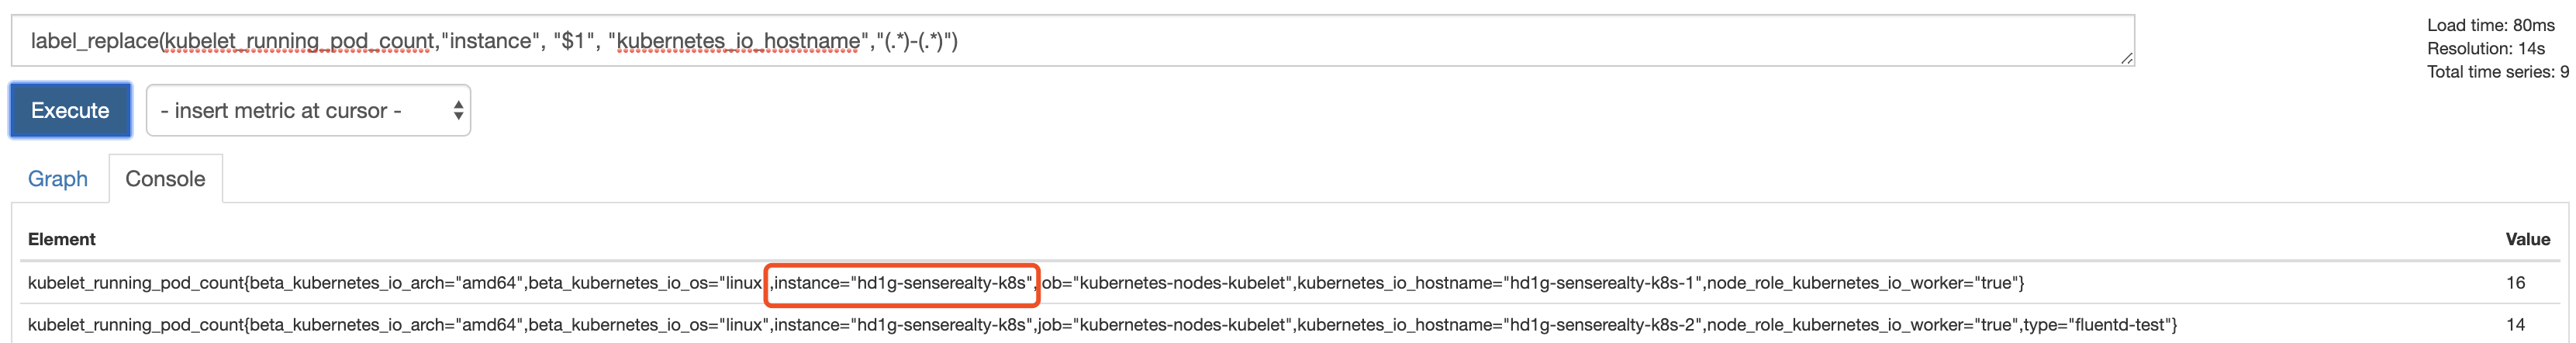 label_replace(kubelet_running_pod_count,"instance", "$1", "kubernetes_io_hostname","(.*)-(.*)")
Load time: 80ms
Resolution: 14s
Total time series: 9
Execute
- insert metric at cursor -
Graph
Console
Element
Value
kubelet_running_pod_count{beta_kubernetes_io_arch="amd64",beta_kubernetes_io_os="linux",instance="hd1g-senserealty-k8s",job="kubernetes-nodes-kubelet",kubernetes_io_hostname="hd1g-senserealty-k8s-1",node_role_kubernetes_io_worker="true"}
16
kubelet_running_pod_count{beta_kubernetes_io_arch="amd64",beta_kubernetes_io_os="linux",instance="hd1g-senserealty-k8s",job="kubernetes-nodes-kubelet",kubernetes_io_hostname="hd1g-senserealty-k8s-2",node_role_kubernetes_io_worker="true",type="fluentd-test"}
14